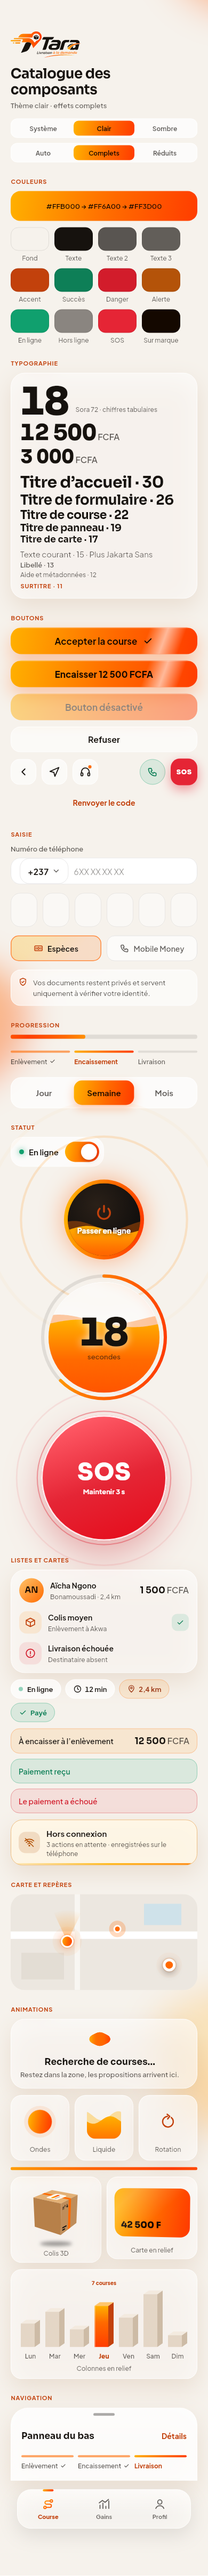 Tara
Catalogue des
composants
Thème clair · effets complets
Système Clair Sombre
Auto Complets Réduits
COULEURS
#FFB000 → #FF6A00 → #FF3D00
Fond Texte Texte 2 Texte 3
Accent Succès Danger Alerte
En ligne Hors ligne SOS Sur marque
TYPOGRAPHIE
18 Sora 72 · chiffres tabulaires
12 500 FCFA
3 000 FCFA
Titre d'accueil · 30
Titre de formulaire · 26
Titre de course · 22
Titre de panneau · 19
Titre de carte · 17
Texte courant · 15 · Plus Jakarta Sans
Libellé · 13
Aide et métadonnées · 12
SURTITRE · 11
BOUTONS
Accepter la course
Encaisser 12 500 FCFA
Bouton désactivé
Refuser
SOS
Renvoyer le code
SAISIE
Numéro de téléphone
+237 6XX XX XX XX
Espèces Mobile Money
Vos documents restent privés et servent
uniquement à vérifier votre identité.
PROGRESSION
Enlèvement Encaissement Livraison
Jour Semaine Mois
STATUT
En ligne
Passer en ligne
18
secondes
SOS
Maintenir 3 s
LISTES ET CARTES
AN Aïcha Ngono 1 500 FCFA
Bonamoussadi · 2,4 km
Colis moyen
Enlèvement à Akwa
Livraison échouée
Destinataire absent
En ligne 12 min 2,4 km
Payé
À encaisser à l'enlèvement 12 500 FCFA
Paiement reçu
Le paiement a échoué
Hors connexion
3 actions en attente · enregistrées sur le
téléphone
CARTE ET REPÈRES
ANIMATIONS
Recherche de courses...
Restez dans la zone, les propositions arrivent ici.
Ondes Liquide Rotation
42 500 F
Colis 3D Carte en relief
7 courses
Lun Mar Mer Jeu Ven Sam Dim
Colonnes en relief
NAVIGATION
Panneau du bas Détails
Enlèvement Encaissement Livraison
Course Gains Profil